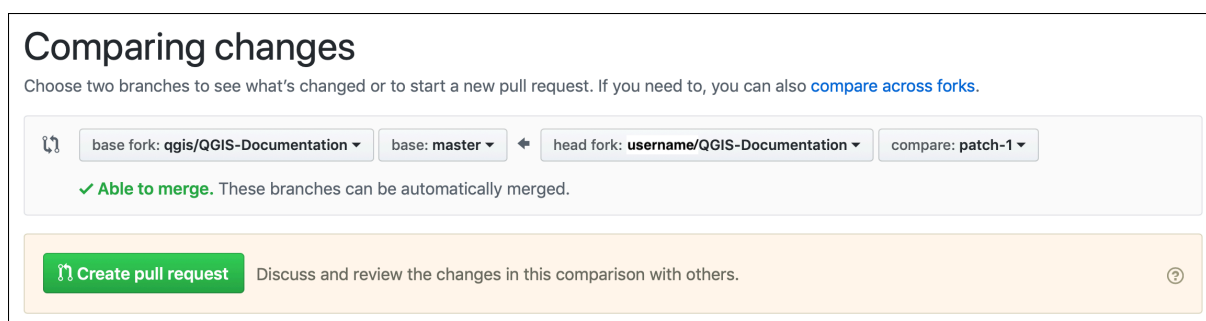 Comparing changes
Choose two branches to see what's changed or to start a new pull request. If you need to, you can also compare across forks.
base fork: qgis/QGIS-Documentation base: master head fork: username/QGIS-Documentation compare: patch-1
Able to merge. These branches can be automatically merged.
Create pull request Discuss and review the changes in this comparison with others.